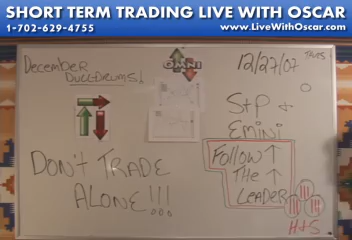 SHORT TERM TRADING LIVE WITH OSCAR
1-702-629-4755
www.LiveWithOscar.com
DECEMBER
DULLDRUMS!
OMNI
12/27/07
S+P +
EMINI
FOLLOW ↑
THE ↑
LEADER
H+S
DON'T TRADE
ALONE!!!